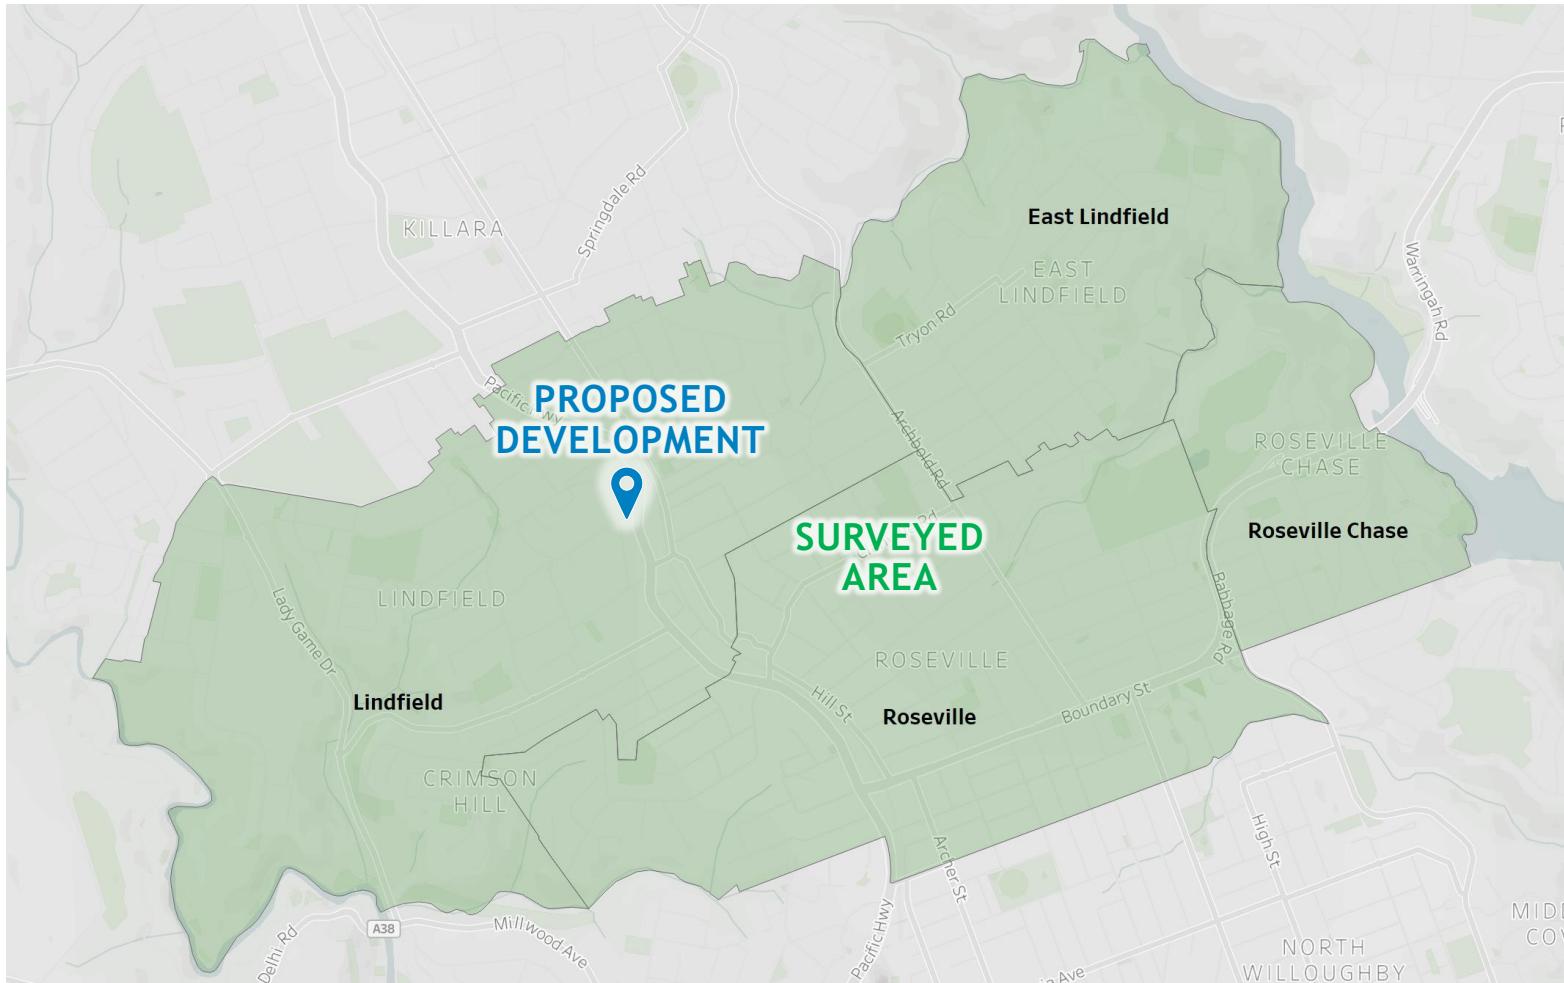 KILLARA
Springdale Rd
East Lindfield
EAST
LINDFIELD
Warringah Rd
Tryon Rd
Pacific Hwy
PROPOSED
DEVELOPMENT
Archbold Rd
ROSEVILLE
CHASE
Roseville Chase
SURVEYED
AREA
Rd
LINDFIELD
Lady Game Dr
Babbage Rd
ROSEVILLE
Lindfield
Hill St
Roseville
Boundary St
CRIMSON
HILL
High St
Archer St
A38
Millwood Ave
Delhi Rd
Pacific Hwy
NORTH
WILLOUGHBY
Ave